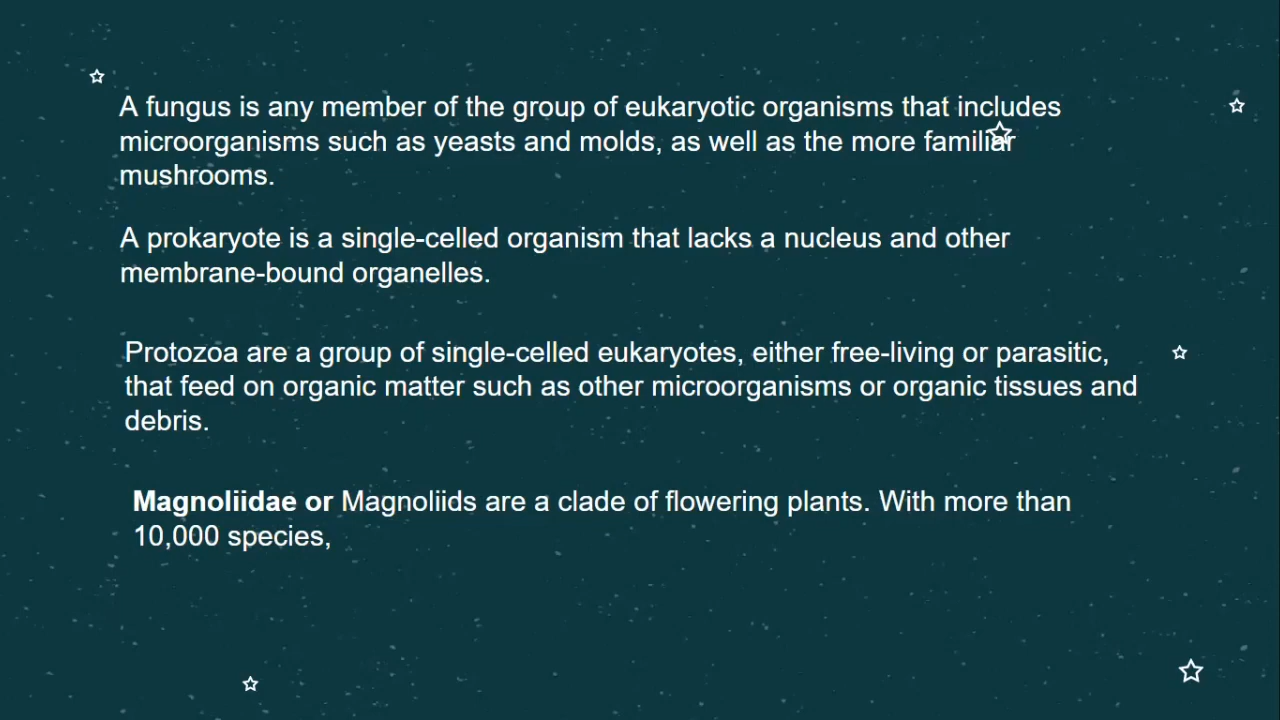 A fungus is any member of the group of eukaryotic organisms that includes
microorganisms such as yeasts and molds, as well as the more familiar
mushrooms.
A prokaryote is a single-celled organism that lacks a nucleus and other
membrane-bound organelles.
Protozoa are a group of single-celled eukaryotes, either free-living or parasitic,
that feed on organic matter such as other microorganisms or organic tissues and
debris.
Magnoliidae or Magnoliids are a clade of flowering plants. With more than
10,000 species,